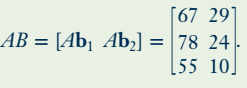 AB = [Ab₁ Ab₂] = [67 29]
[78 24]
[55 10].